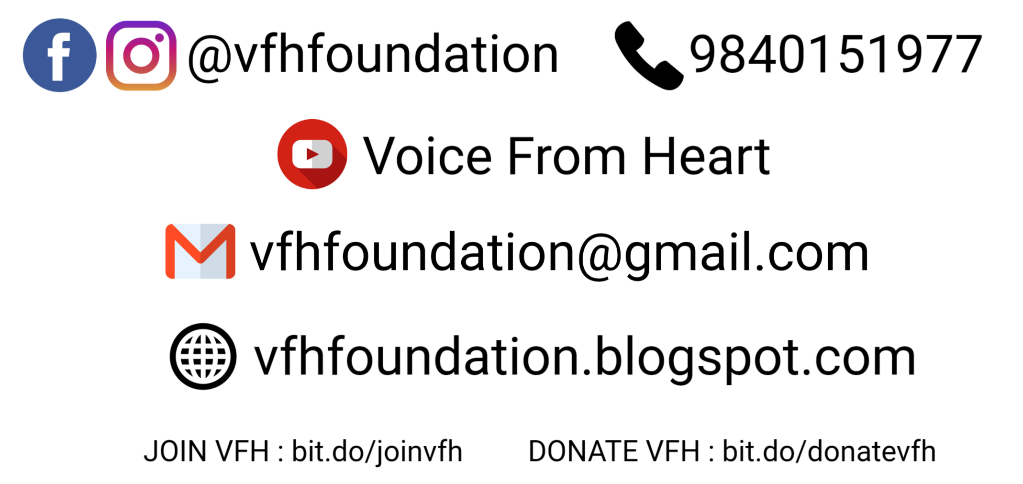 @vfhfoundation 9840151977
Voice From Heart
vfhfoundation@gmail.com
vfhfoundation.blogspot.com
JOIN VFH : bit.do/joinvfh DONATE VFH : bit.do/donatevfh